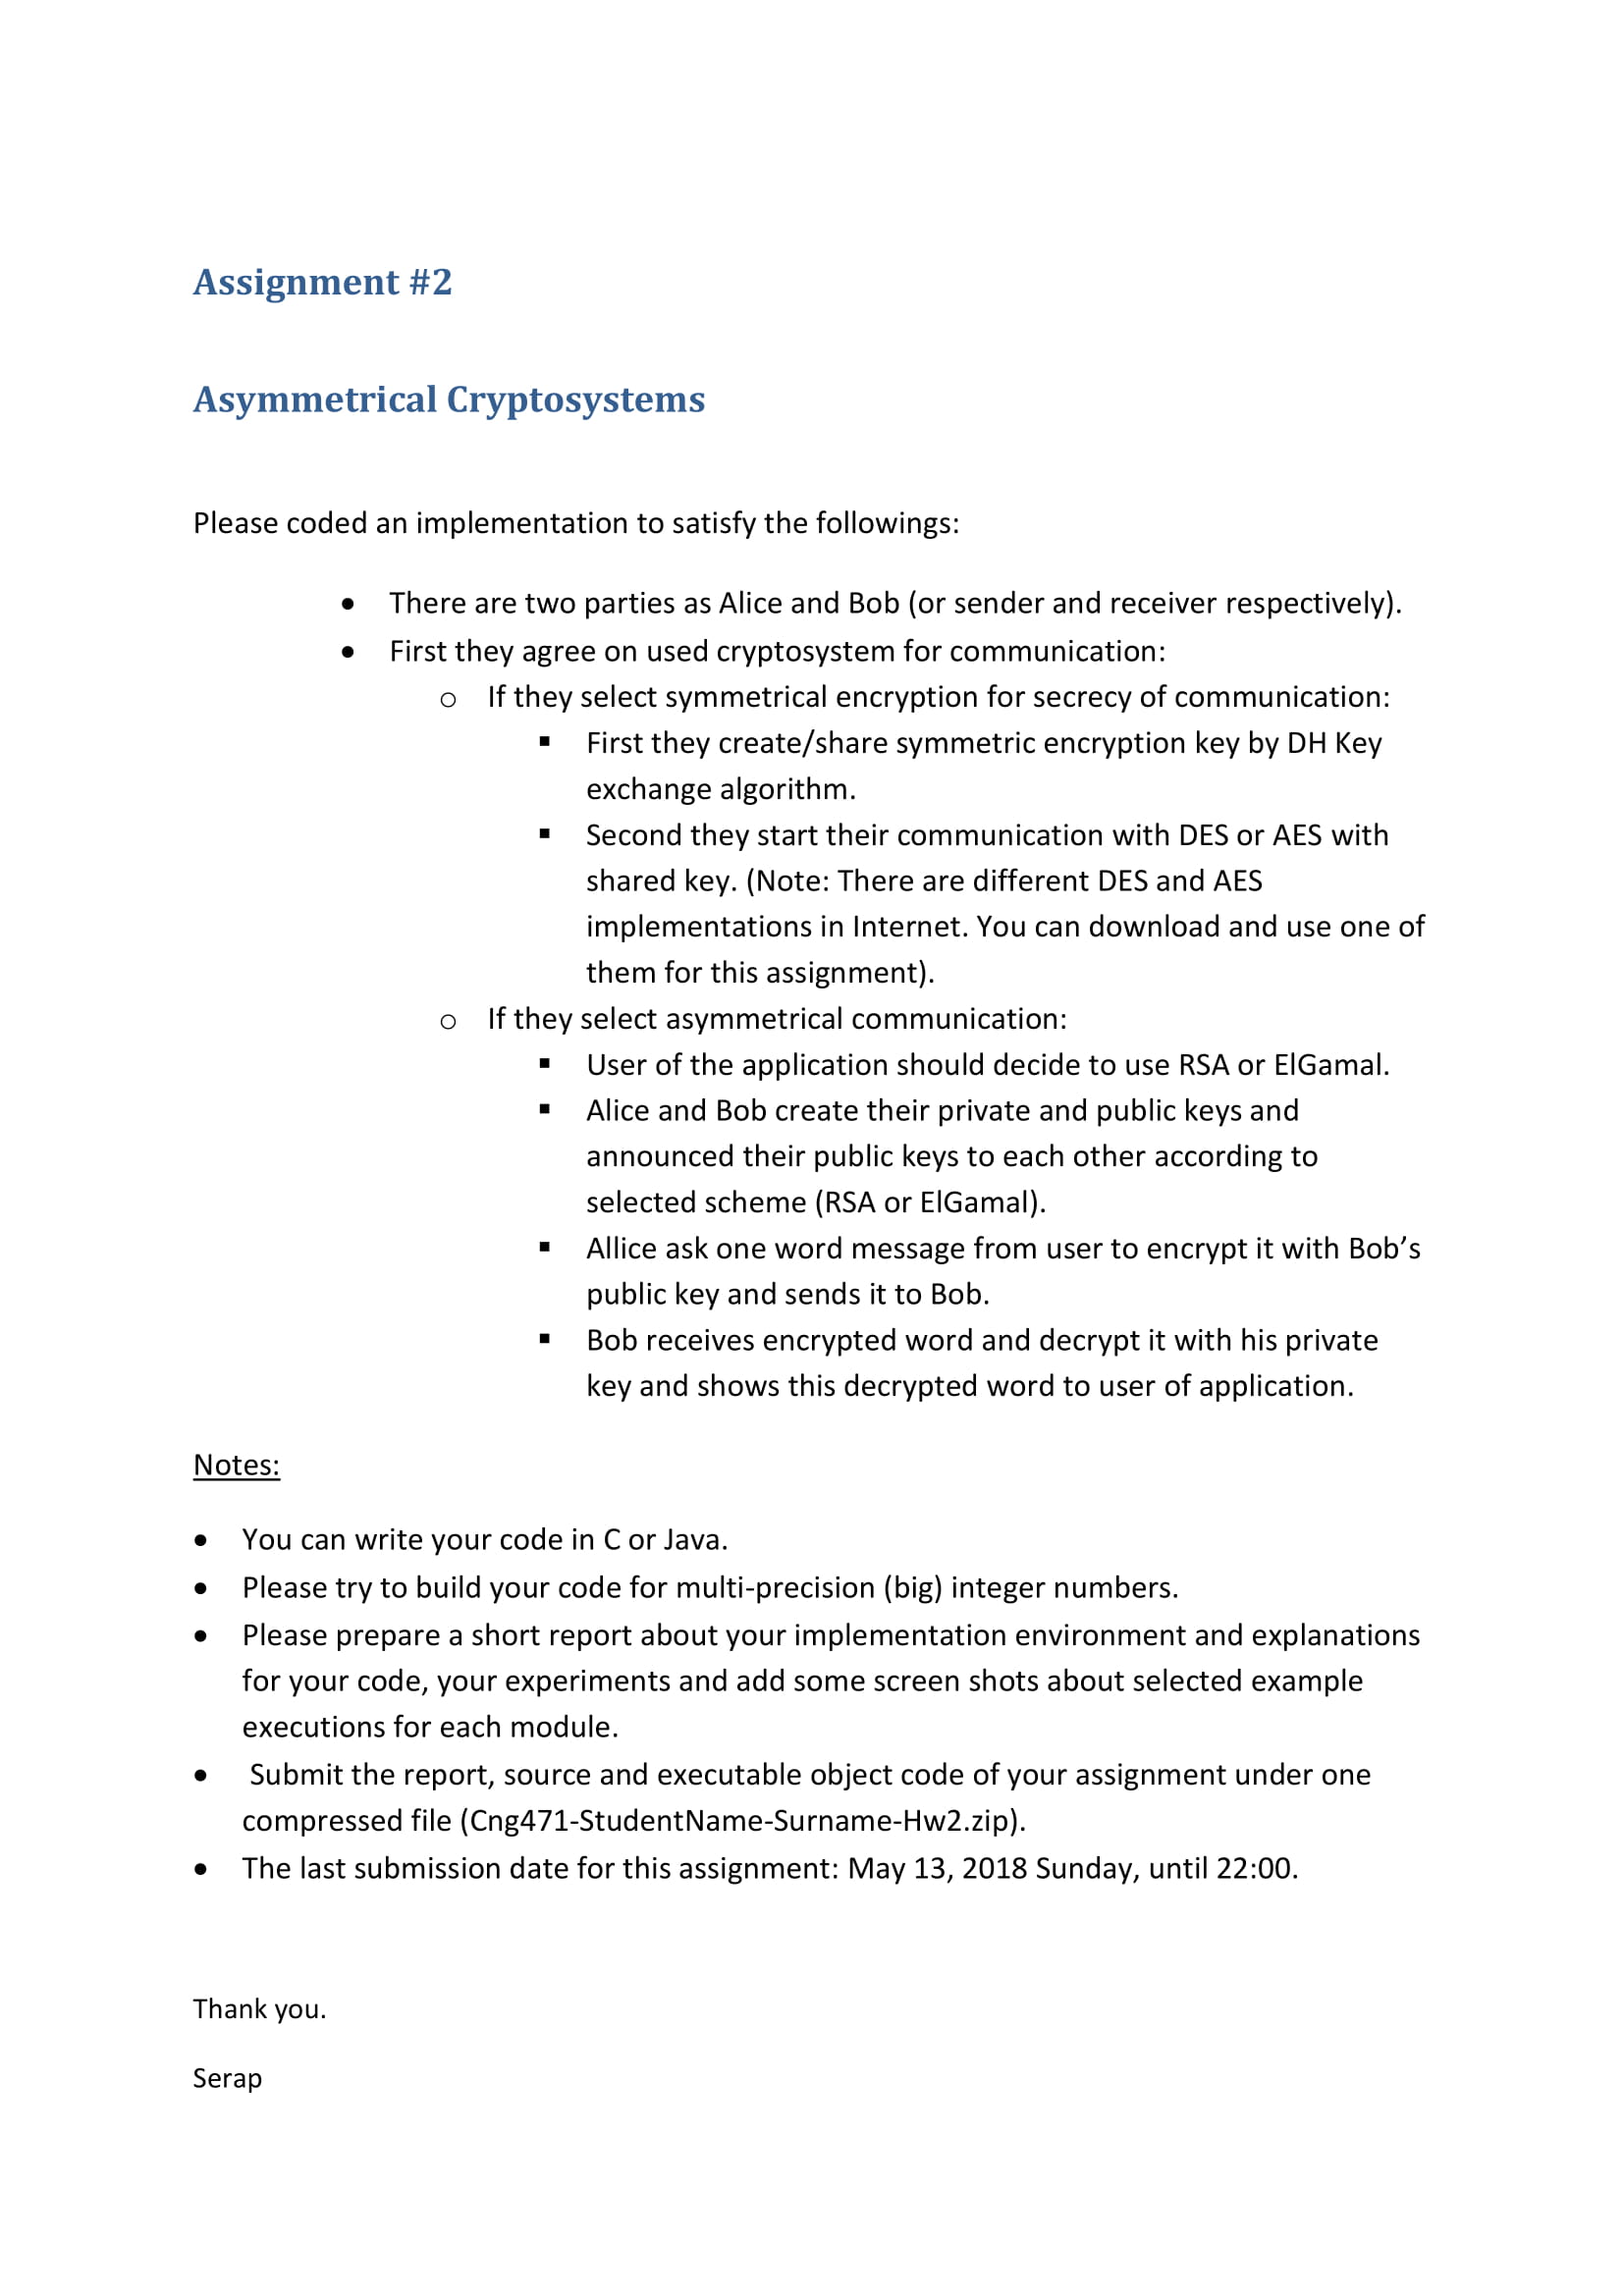 Assignment #2
Asymmetrical Cryptosystems
Please coded an implementation to satisfy the followings:
• There are two parties as Alice and Bob (or sender and receiver respectively).
• First they agree on used cryptosystem for communication:
o If they select symmetrical encryption for secrecy of communication:
▪ First they create/share symmetric encryption key by DH Key
exchange algorithm.
▪ Second they start their communication with DES or AES with
shared key. (Note: There are different DES and AES
implementations in Internet. You can download and use one of
them for this assignment).
o If they select asymmetrical communication:
▪ User of the application should decide to use RSA or ElGamal.
▪ Alice and Bob create their private and public keys and
announced their public keys to each other according to
selected scheme (RSA or ElGamal).
▪ Allice ask one word message from user to encrypt it with Bob’s
public key and sends it to Bob.
▪ Bob receives encrypted word and decrypt it with his private
key and shows this decrypted word to user of application.
Notes:
• You can write your code in C or Java.
• Please try to build your code for multi-precision (big) integer numbers.
• Please prepare a short report about your implementation environment and explanations
for your code, your experiments and add some screen shots about selected example
executions for each module.
• Submit the report, source and executable object code of your assignment under one
compressed file (Cng471-StudentName-Surname-Hw2.zip).
• The last submission date for this assignment: May 13, 2018 Sunday, until 22:00.
Thank you.
Serap